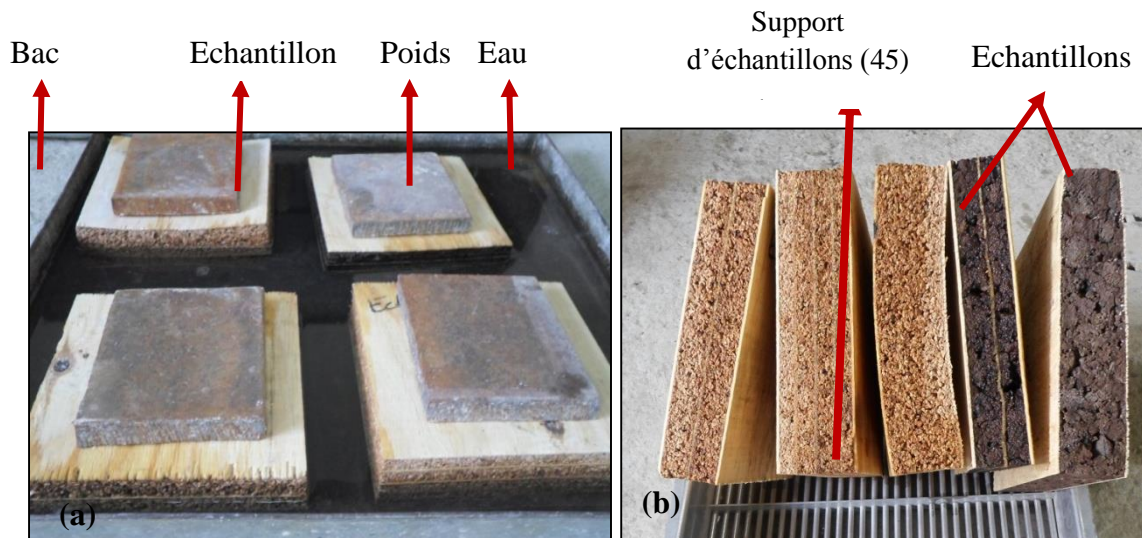 Bac
Echantillon
Poids
Eau
Support
d'échantillons (45)
Echantillons
(a)
(b)